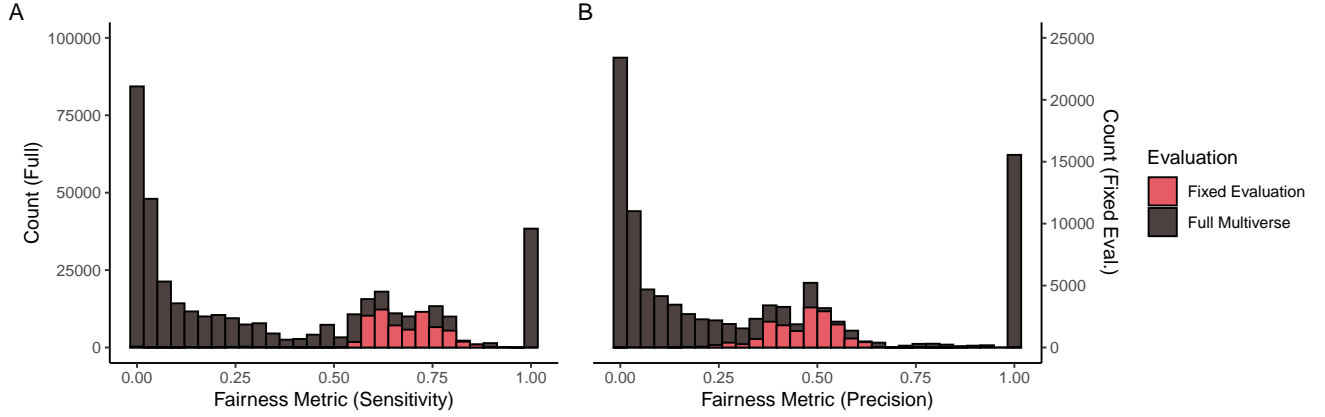 A
100000
75000
50000
25000
0
Count (Full)
0.00 0.25 0.50 0.75 1.00
Fairness Metric (Sensitivity)
B
25000
20000
15000
10000
5000
0
Count (Fixed Eval.)
0.00 0.25 0.50 0.75 1.00
Fairness Metric (Precision)
Evaluation
Fixed Evaluation
Full Multiverse